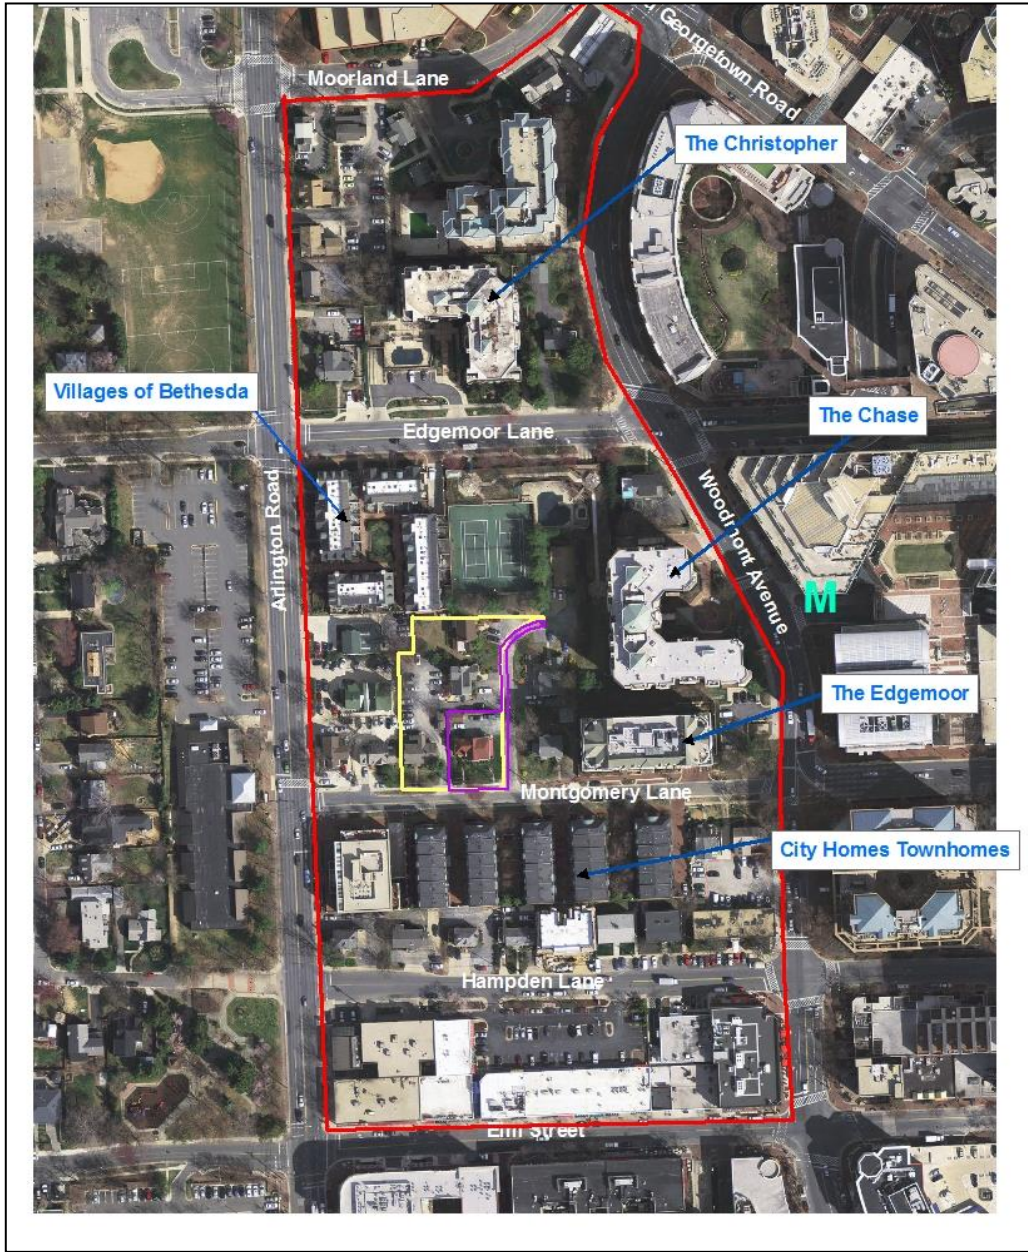 Moorland Lane
Georgetown Road
The Christopher
Villages of Bethesda
The Chase
Edgemoor Lane
Arlington Road
Woodmont Avenue
M
The Edgemoor
Montgomery Lane
City Homes Townhomes
Hampden Lane
Elm Street